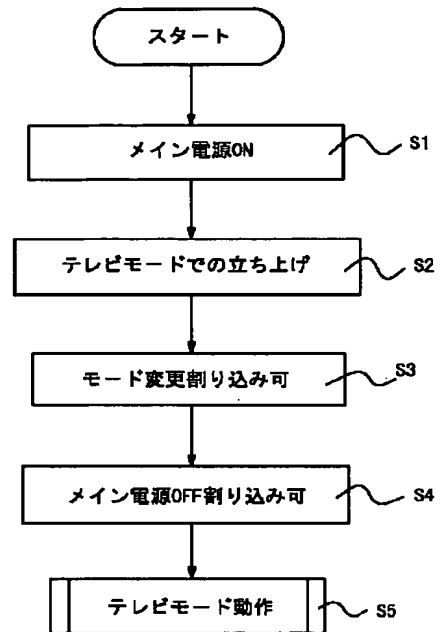 スタート
メイン電源ON
S1
テレビモードでの立ち上げ
S2
モード変更割り込み可
S3
メイン電源OFF割り込み可
S4
テレビモード動作
S5